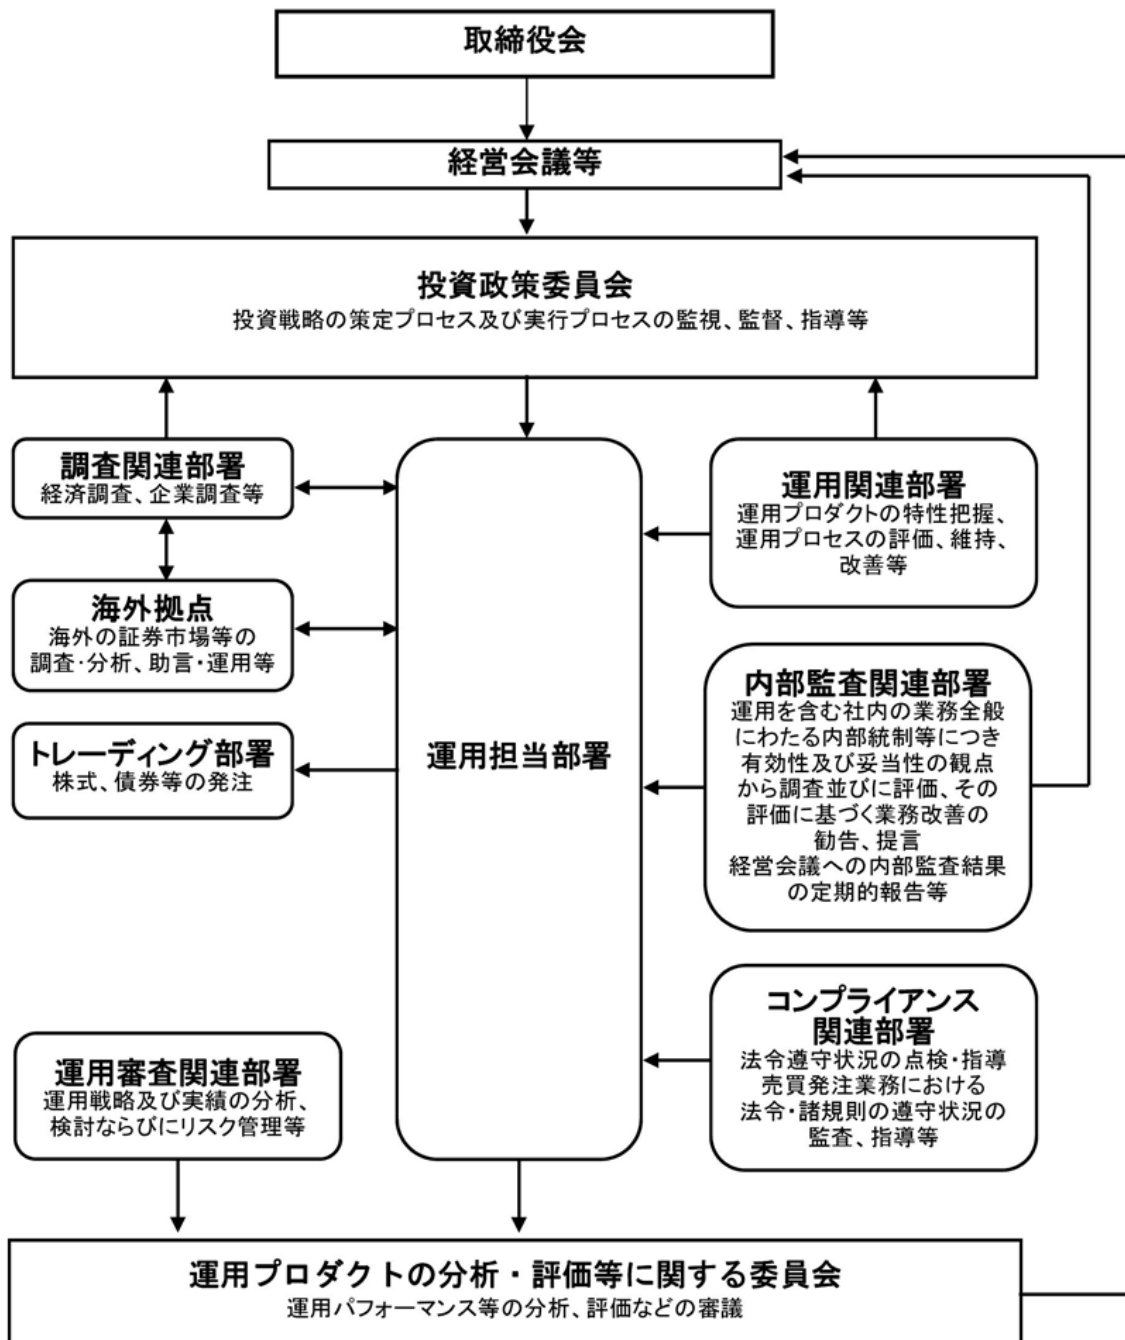 取締役会
経営会議等
投資政策委員会
投資戦略の策定プロセス及び実行プロセスの監視、監督、指導等
調査関連部署
経済調査、企業調査等
海外拠点
海外の証券市場等の
調査・分析、助言・運用等
トレーディング部署
株式、債券等の発注
運用担当部署
運用関連部署
運用プロダクトの特性把握、
運用プロセスの評価、維持、
改善等
内部監査関連部署
運用を含む社内の業務全般
にわたる内部統制等につき
有効性及び妥当性の観点
から調査並びに評価、その
評価に基づく業務改善の
勧告、提言
経営会議への内部監査結果
の定期的報告等
コンプライアンス
関連部署
法令遵守状況の点検・指導
売買発注業務における
法令・諸規則の遵守状況の
監査、指導等
運用審査関連部署
運用戦略及び実績の分析、
検討ならびにリスク管理等
運用プロダクトの分析・評価等に関する委員会
運用パフォーマンス等の分析、評価などの審議